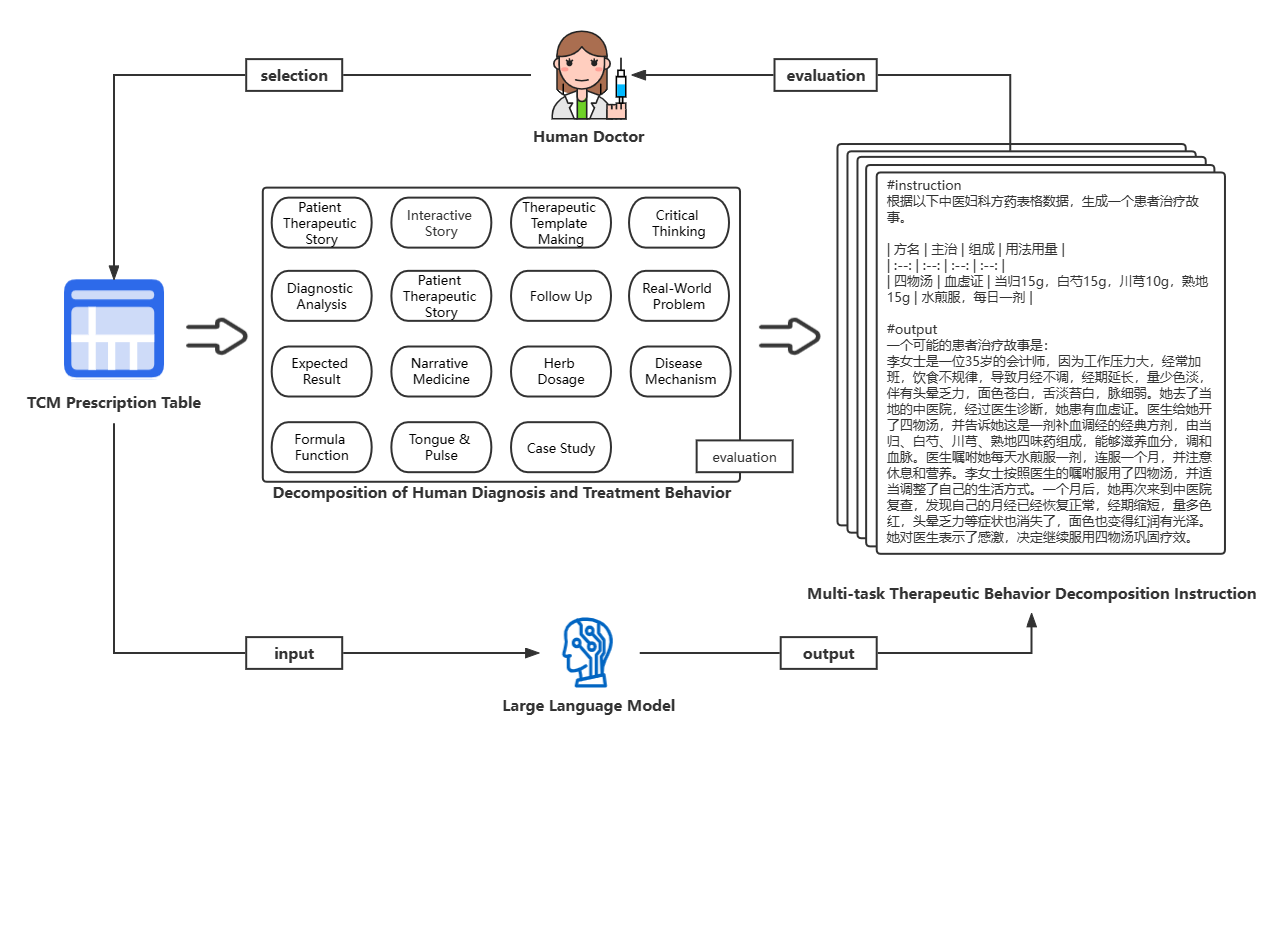 selection
evaluation
Human Doctor
Patient
Therapeutic
Story
Interactive
Story
Therapeutic
Template
Making
Critical
Thinking
Diagnostic
Analysis
Patient
Therapeutic
Story
Follow Up
Real-World
Problem
Expected
Result
Narrative
Medicine
Herb
Dosage
Disease
Mechanism
Formula
Function
Tongue &
Pulse
Case Study
evaluation
Decomposition of Human Diagnosis and Treatment Behavior
TCM Prescription Table
#instruction
根据以下中医妇科方药表格数据，生成一个患者治疗故
事。
| 方名 | 主治 | 组成 | 用法用量 |
| :--: | :--: | :--: | :--: |
| 四物汤 | 血虚证 | 当归15g，白芍15g，川芎10g，熟地
15g | 水煎服，每日一剂 |
#output
一个可能的患者治疗故事是：
李女士是一位35岁的会计师，因为工作压力大，经常加
班，饮食不规律，导致月经不调，经期延长，量少色淡，
伴有头晕乏力，面色苍白，舌淡苔白，脉细弱。她去了当
地的中医院，经过医生诊断，她患有血虚证。医生给她开
了四物汤，并告诉她这是一剂补血调经的经典方剂，由当
归、白芍、川芎、熟地四味药组成，能够滋养血分，调和
血脉。医生嘱咐她每天水煎服一剂，连服一个月，并注意
休息和营养。李女士按照医生的嘱咐服用了四物汤，并适
当调整了自己的生活方式。一个月后，她再次来到中医院
复查，发现自己的月经已经恢复正常，经期缩短，量多色
红，头晕乏力等症状也消失了，面色也变得红润有光泽。
她对医生表示了感激，决定继续服用四物汤巩固疗效。
Multi-task Therapeutic Behavior Decomposition Instruction
input
output
Large Language Model